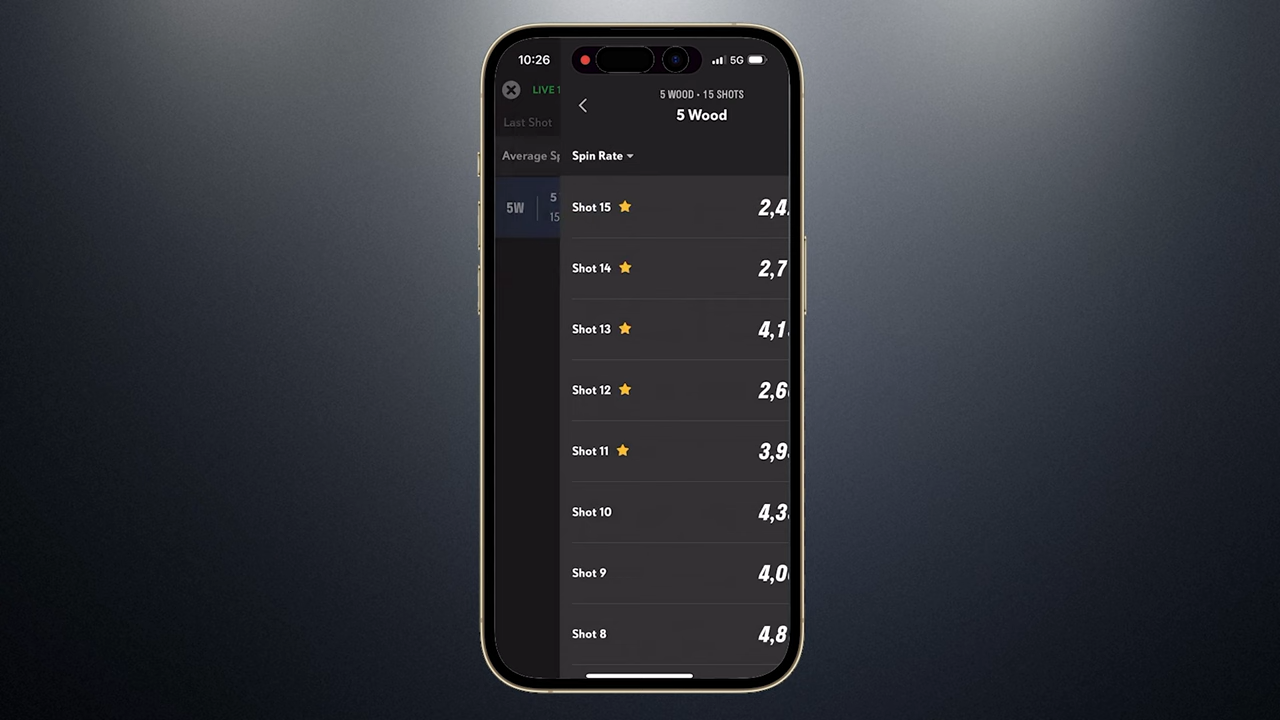 10:26
5G
LIVE 1
5 WOOD • 15 SHOTS
5 Wood
Last Shot
Average Sp
Spin Rate
5W
5
15
Shot 15
2,4
Shot 14
2,7
Shot 13
4,1
Shot 12
2,6
Shot 11
3,9
Shot 10
4,3
Shot 9
4,0
Shot 8
4,8